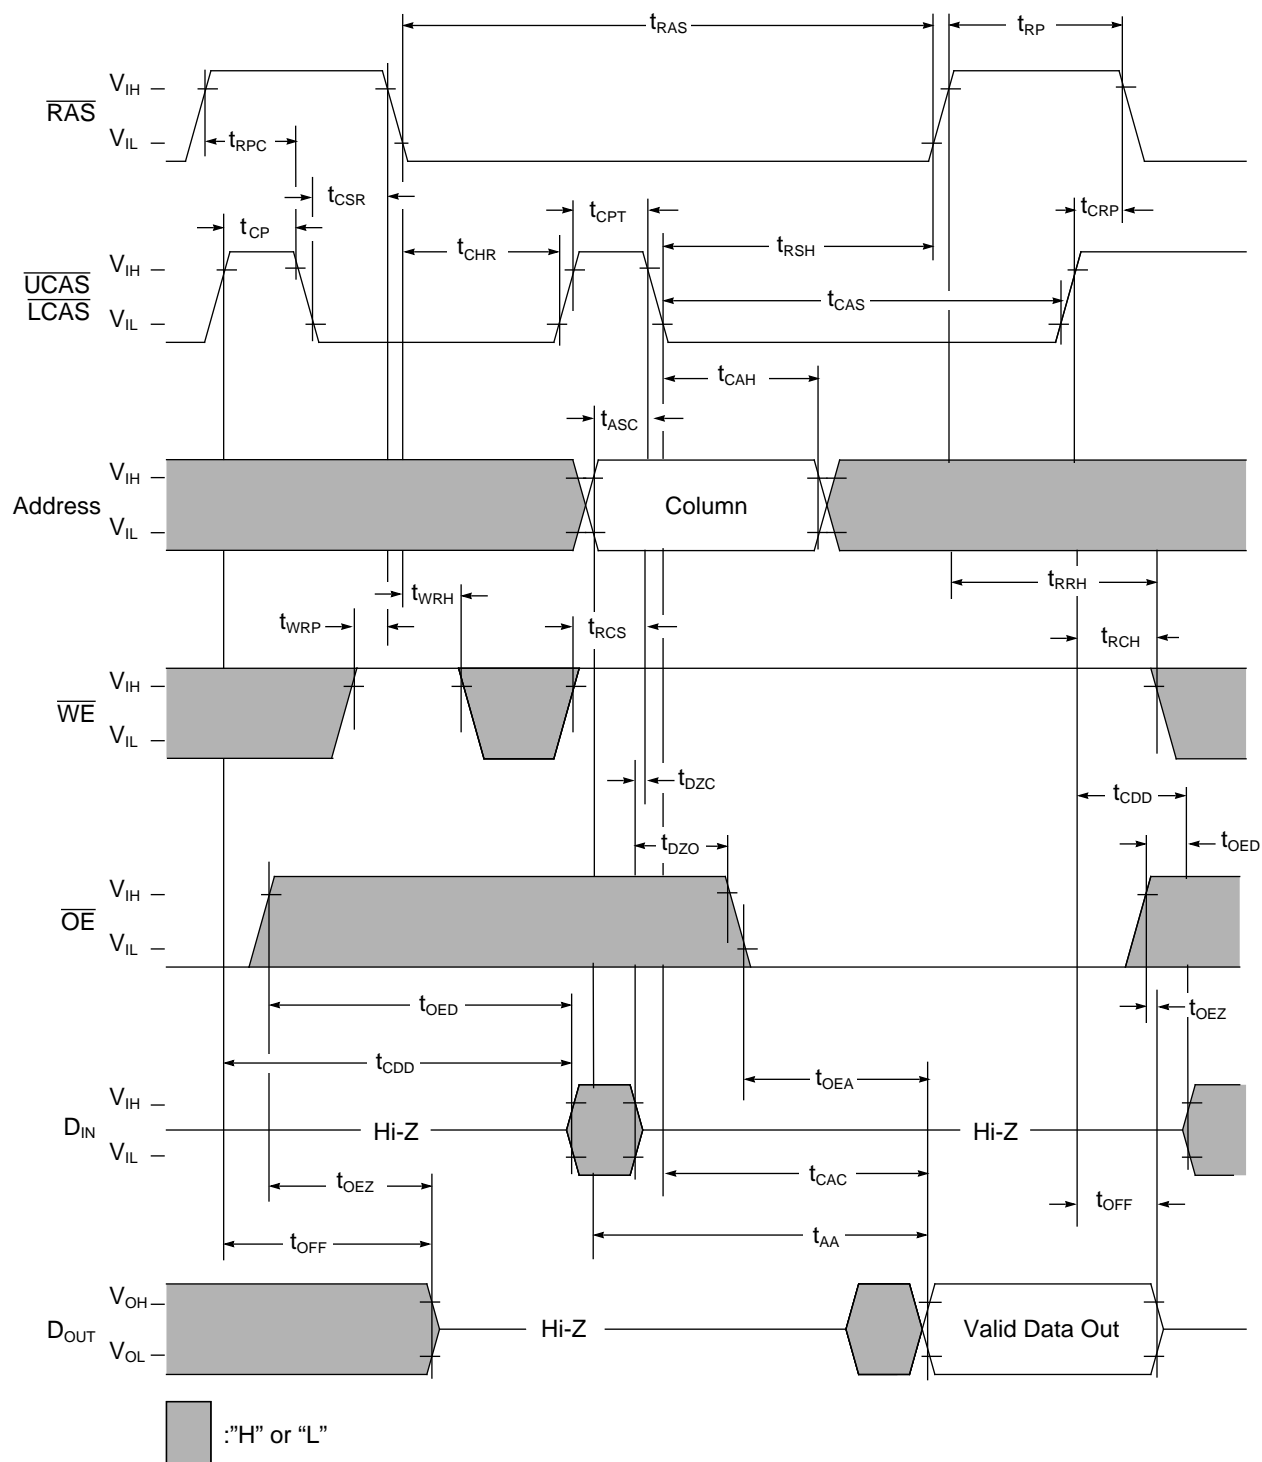 tRAS
tRP
VIH
RAS
VIL
tRPC
tCSR
tCPT
tCRP
tCP
tCHR
tRSH
VIH
UCAS
LCAS
VIL
tCAS
tCAH
tASC
VIH
Address
Column
VIL
tWRH
tRRH
tWRP
tRCS
tRCH
VIH
WE
VIL
tDZC
tCDD
tDZO
tOED
VIH
OE
VIL
tOED
tOEZ
tCDD
tOEA
VIH
DIN
Hi-Z
Hi-Z
VIL
tOEZ
tCAC
tOFF
tOFF
tAA
VOH
DOUT
Hi-Z
Valid Data Out
VOL
:”H” or “L”